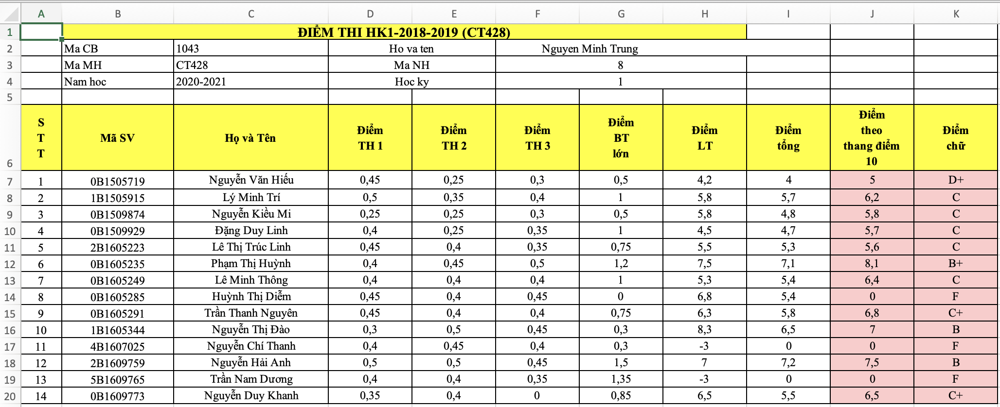 A B C D E F G H I J K
1 ĐIỂM THI HK1-2018-2019 (CT428)
2 Ma CB 1043 Ho va ten Nguyen Minh Trung
3 Ma MH CT428 Ma NH 8
4 Nam hoc 2020-2021 Hoc ky 1
5
6 S T T Mã SV Họ và Tên Điểm TH 1 Điểm TH 2 Điểm TH 3 Điểm BT lớn Điểm LT Điểm tổng Điểm theo thang điểm 10 Điểm chữ
7 1 0B1505719 Nguyễn Văn Hiếu 0,45 0,25 0,3 0,5 4,2 4 5 D+
8 2 1B1505915 Lý Minh Trí 0,5 0,35 0,4 1 5,8 5,7 6,2 C
9 3 0B1509874 Nguyễn Kiều Mi 0,25 0,25 0,3 0,5 5,8 4,8 5,8 C
10 4 0B1509929 Đặng Duy Linh 0,4 0,25 0,35 1 4,5 4,7 5,7 C
11 5 2B1605223 Lê Thị Trúc Linh 0,45 0,4 0,35 0,75 5,5 5,3 5,6 C
12 6 0B1605235 Phạm Thị Huỳnh 0,4 0,45 0,5 1,2 7,5 7,1 8,1 B+
13 7 0B1605249 Lê Minh Thông 0,4 0,4 0,4 1 5,3 5,4 6,4 C
14 8 0B1605285 Huỳnh Thị Diễm 0,45 0,4 0,45 0 6,8 5,4 0 F
15 9 0B1605291 Trần Thanh Nguyên 0,45 0,4 0,4 0,75 6,3 5,8 6,8 C+
16 10 1B1605344 Nguyễn Thị Đào 0,3 0,5 0,45 0,3 8,3 6,5 7 B
17 11 4B1607025 Nguyễn Chí Thanh 0,4 0,45 0,4 0,3 -3 0 0 F
18 12 2B1609759 Nguyễn Hải Anh 0,5 0,5 0,45 1,5 7 7,2 7,5 B
19 13 5B1609765 Trần Nam Dương 0,4 0,4 0,35 1,35 -3 0 0 F
20 14 0B1609773 Nguyễn Duy Khanh 0,35 0,4 0 0,85 6,5 5,5 6,5 C+